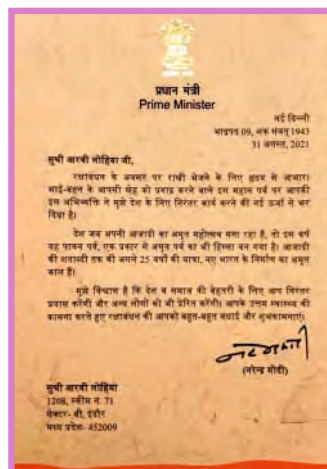 प्रधान मंत्री
Prime Minister
नई दिल्ली
भाद्रपद 09, शक संवत् 1943
31 अगस्त, 2021
सुश्री आरवी लोहिया जी,
रक्षाबंधन के अवसर पर राखी भेजने के लिए हृदय से आभार।
भाई-बहन के आपसी स्नेह को प्रगाढ़ करने वाले इस महान पर्व पर आपकी
इस अभिव्यक्ति ने मुझे देश के लिए निरंतर कार्य करने की नई ऊर्जा से भर
दिया है।
देश जब अपनी आजादी का अमृत महोत्सव मना रहा है, तो इस वर्ष
यह पावन पर्व, एक प्रकार से अमृत पर्व का भी हिस्सा बन गया है। आजादी
की शताब्दी तक की अगले 25 वर्षों की यात्रा, नए भारत के निर्माण का अमृत
काल है।
मुझे विश्वास है कि देश व समाज की बेहतरी के लिए आप निरंतर
प्रयास करेंगी और अन्य लोगों को भी प्रेरित करेंगी। आपके उत्तम स्वास्थ्य की
कामना करते हुए रक्षाबंधन की आपको बहुत-बहुत बधाई और शुभकामनाएं।
(नरेन्द्र मोदी)
सुश्री आरवी लोहिया
1208, स्कीम नं. 71
सेक्टर- बी, इंदौर
मध्य प्रदेश- 452009